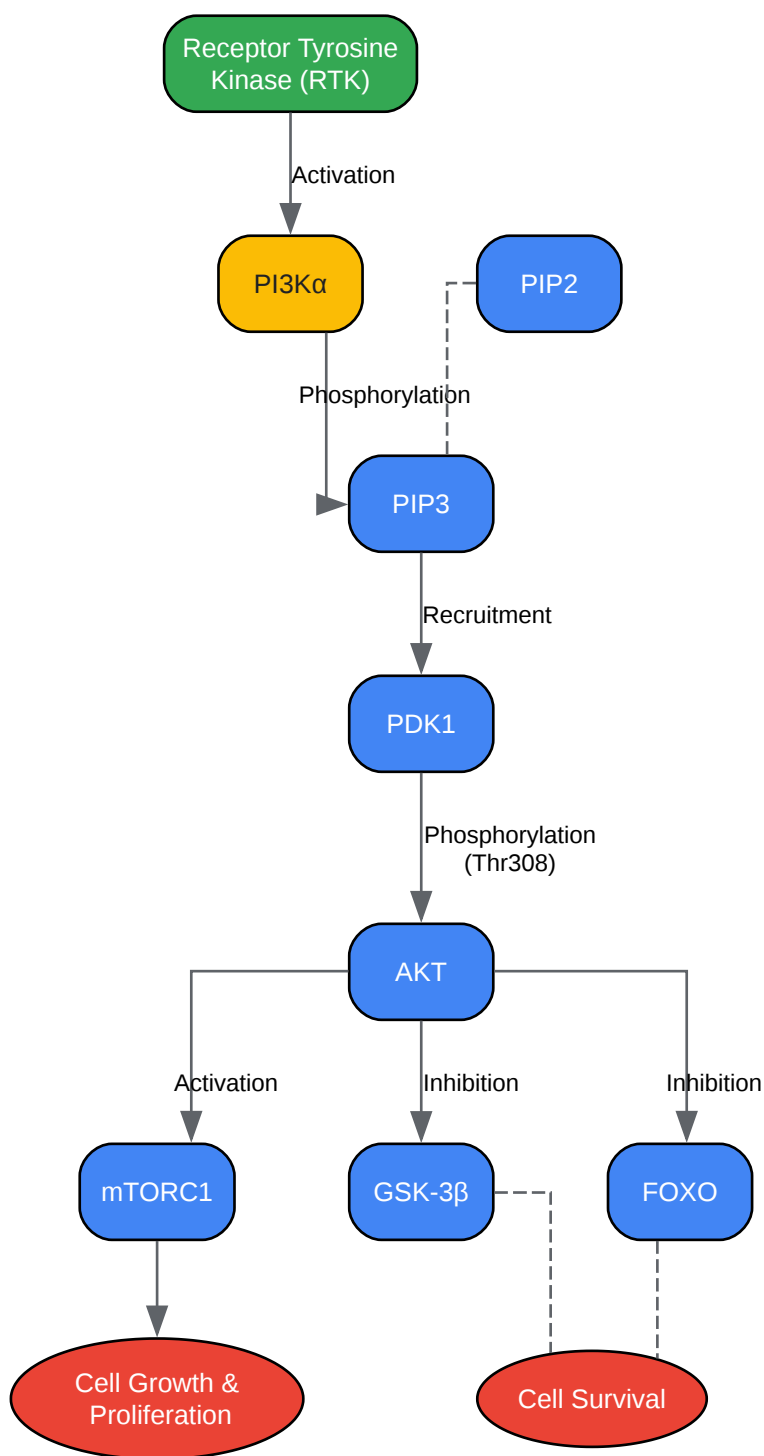 Receptor Tyrosine
Kinase (RTK)
Activation
PI3Kα
PIP2
Phosphorylation
PIP3
Recruitment
PDK1
Phosphorylation
(Thr308)
AKT
Activation
Inhibition
Inhibition
mTORC1
GSK-3β
FOXO
Cell Growth &
Proliferation
Cell Survival